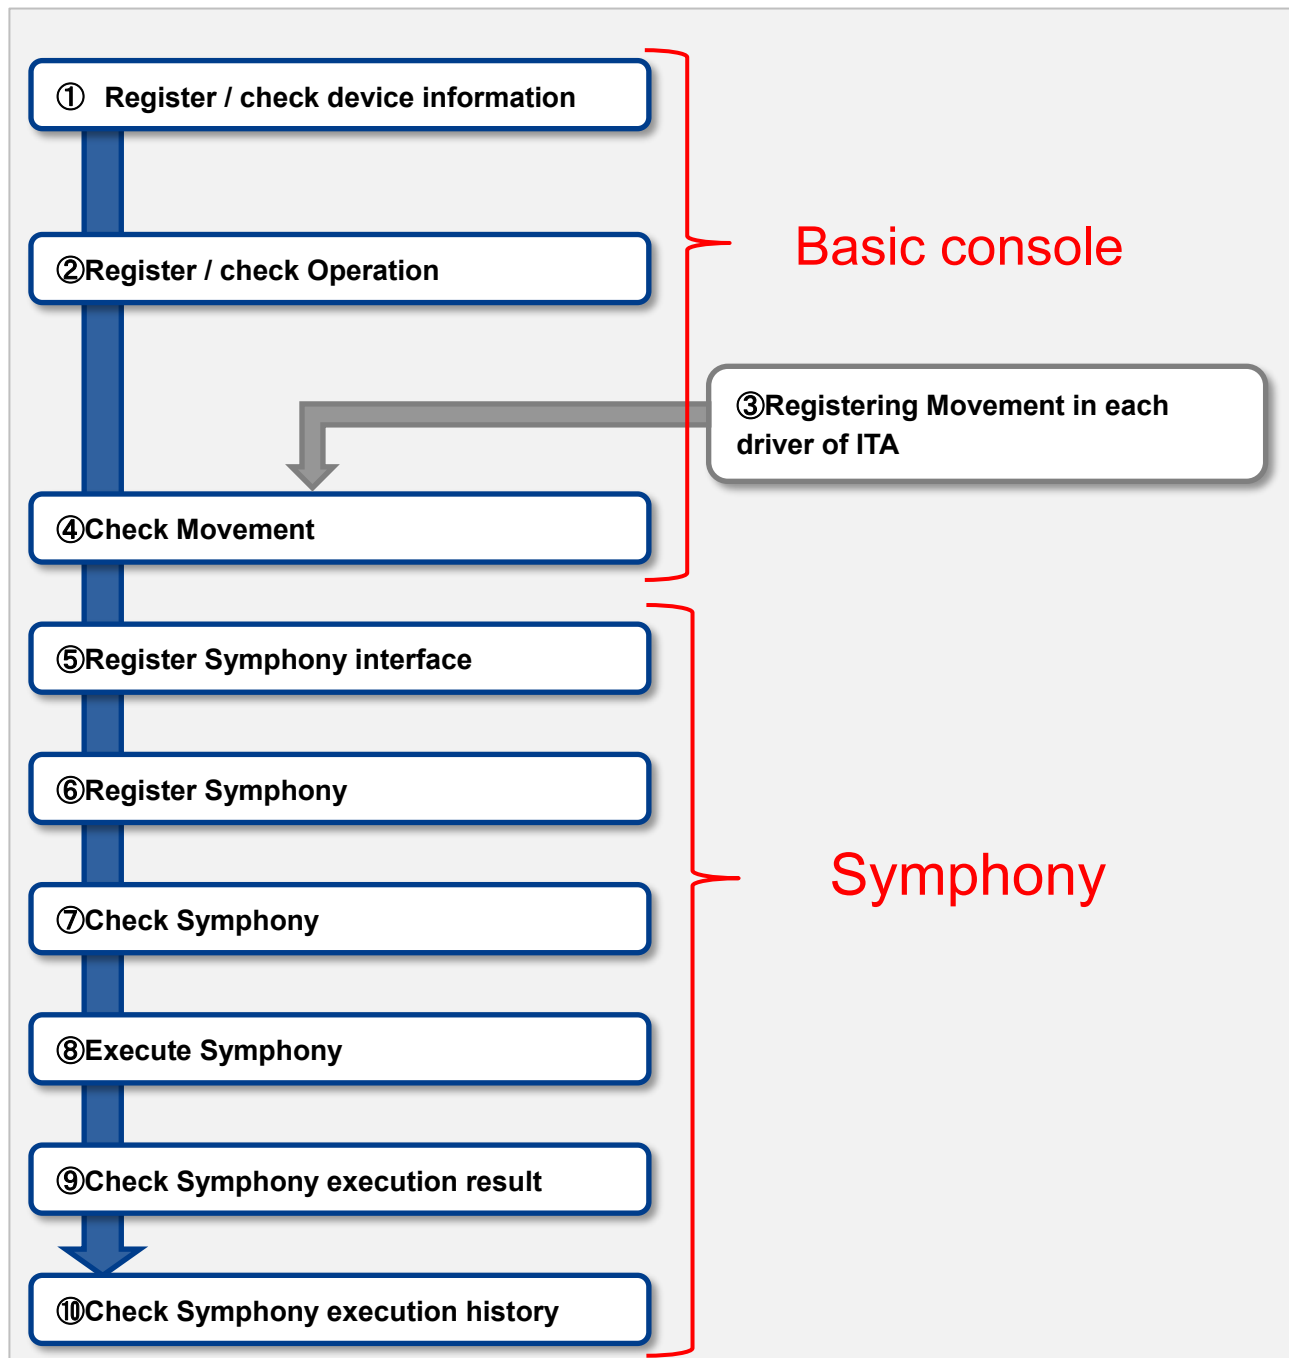 ① Register / check device information
Basic console
②Register / check Operation
③Registering Movement in each
driver of ITA
④Check Movement
⑤Register Symphony interface
⑥Register Symphony
Symphony
⑦Check Symphony
⑧Execute Symphony
⑨Check Symphony execution result
⑩Check Symphony execution history